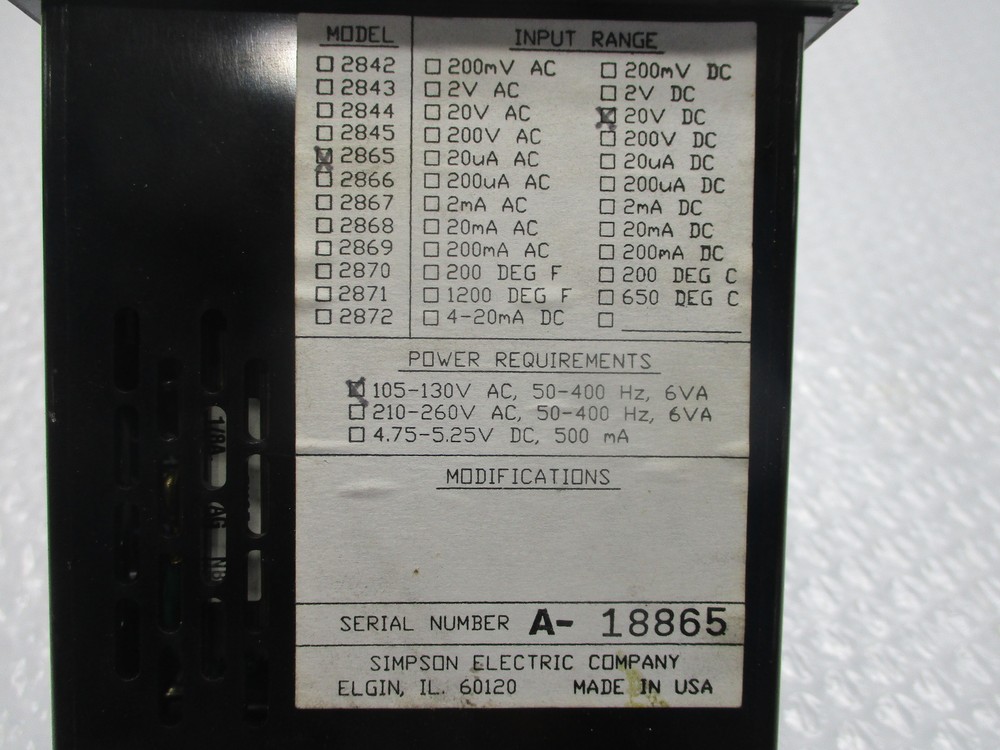 MODEL
☐ 2842
☐ 2843
☐ 2844
☐ 2845
☒ 2865
☐ 2866
☐ 2867
☐ 2868
☐ 2869
☐ 2870
☐ 2871
☐ 2872
INPUT RANGE
☐ 200mV AC ☐ 200mV DC
☐ 2V AC ☐ 2V DC
☐ 20V AC ☒ 20V DC
☐ 200V AC ☐ 200V DC
☐ 20uA AC ☐ 20uA DC
☐ 200uA AC ☐ 200uA DC
☐ 2mA AC ☐ 2mA DC
☐ 20mA AC ☐ 20mA DC
☐ 200mA AC ☐ 200mA DC
☐ 200 DEG F ☐ 200 DEG C
☐ 1200 DEG F ☐ 650 DEG C
☐ 4-20mA DC ☐
POWER REQUIREMENTS
☒ 105-130V AC, 50-400 Hz, 6VA
☐ 210-260V AC, 50-400 Hz, 6VA
☐ 4.75-5.25V DC, 500 mA
MODIFICATIONS
SERIAL NUMBER A- 18865
SIMPSON ELECTRIC COMPANY
ELGIN, IL. 60120 MADE IN USA
1/8A